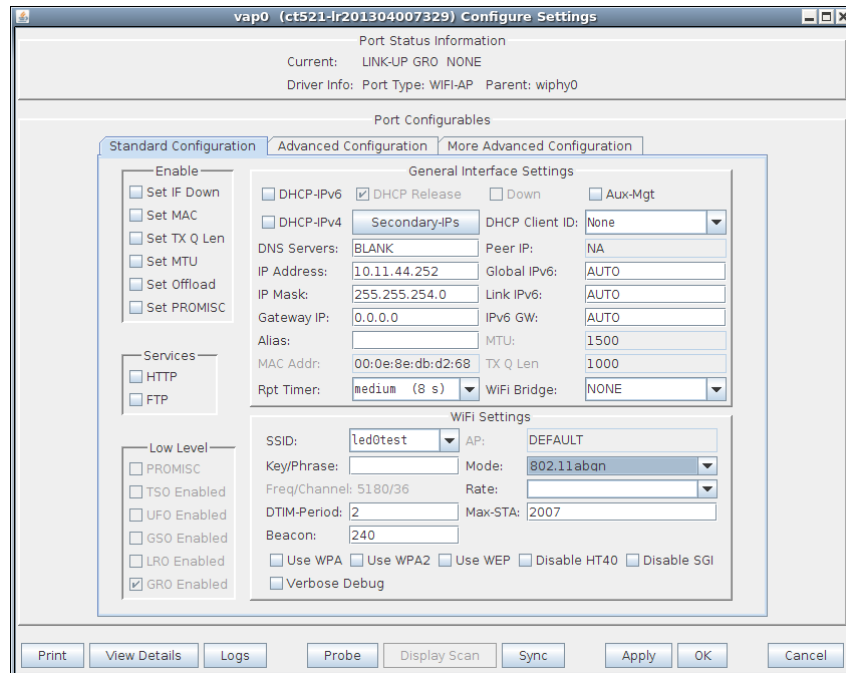 vap0 (ct521-lr201304007329) Configure Settings
Port Status Information
Current: LINK-UP GRO NONE
Driver Info: Port Type: WIFI-AP Parent: wiphy0
Port Configurables
Standard Configuration Advanced Configuration More Advanced Configuration
Enable
Set IF Down
Set MAC
Set TX Q Len
Set MTU
Set Offload
Set PROMISC
Services
HTTP
FTP
Low Level
PROMISC
TSO Enabled
UFO Enabled
GSO Enabled
LRO Enabled
GRO Enabled
General Interface Settings
DHCP-IPv6 DHCP Release Down Aux-Mgt
DHCP-IPv4 Secondary-IPs DHCP Client ID: None
DNS Servers: BLANK Peer IP: NA
IP Address: 10.11.44.252 Global IPv6: AUTO
IP Mask: 255.255.254.0 Link IPv6: AUTO
Gateway IP: 0.0.0.0 IPv6 GW: AUTO
Alias: MTU: 1500
MAC Addr: 00:0e:8e:db:d2:68 TX Q Len 1000
Rpt Timer: medium (8 s) WiFi Bridge: NONE
WiFi Settings
SSID: led0test AP: DEFAULT
Key/Phrase: Mode: 802.11abgn
Freq/Channel: 5180/36 Rate:
DTIM-Period: 2 Max-STA: 2007
Beacon: 240
Use WPA Use WPA2 Use WEP Disable HT40 Disable SGI
Verbose Debug
Print View Details Logs Probe Display Scan Sync Apply OK Cancel